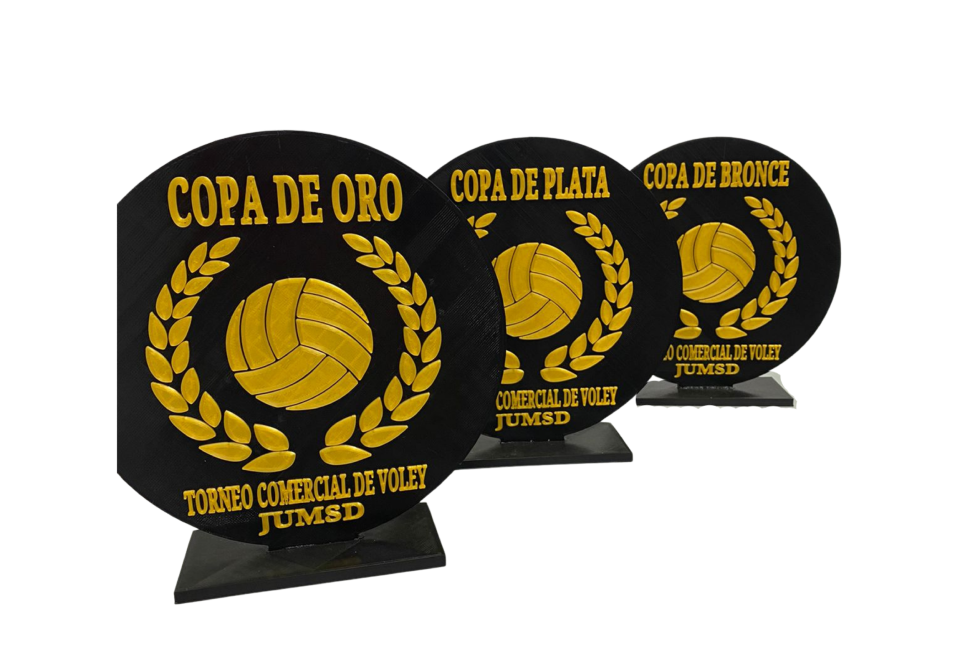 COPA DE ORO
TORNEO COMERCIAL DE VOLEY
JUMSD
COPA DE PLATA
COMERCIAL DE VOLEY
JUMSD
COPA DE BRONCE
COMERCIAL DE VOLEY
JUMSD